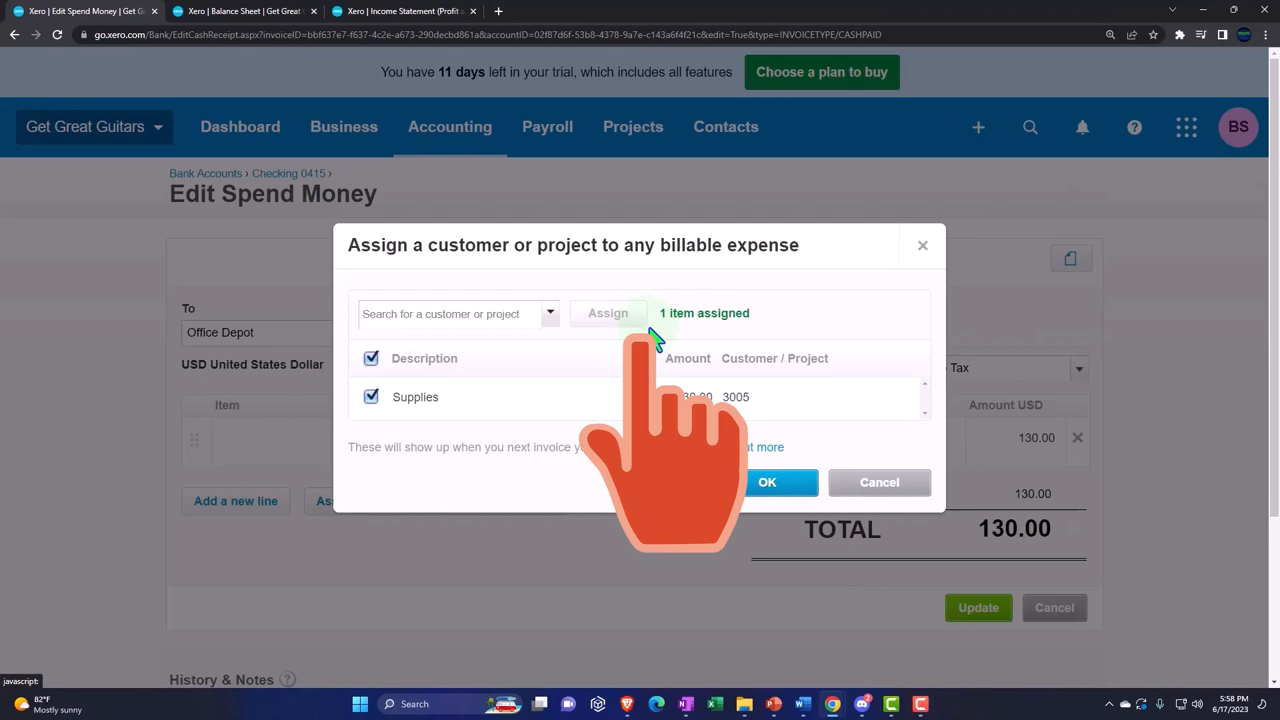 Xero | Edit Spend Money | Get G
Xero | Balance Sheet | Get Great
Xero | Income Statement (Profit a
go.xero.com/Bank/EditCashReceipt.aspx?invoiceID=bbf637e7-f637-4c2e-a673-290decbd861a&accountID=02f87d6f-53b8-4378-9a7e-c143a6f4f21c&edit=True&type=INVOICETYPE/CASHPAID
You have 11 days left in your trial, which includes all features
Choose a plan to buy
Get Great Guitars
Dashboard
Business
Accounting
Payroll
Projects
Contacts
BS
Bank Accounts › Checking 0415 ›
Edit Spend Money
Assign a customer or project to any billable expense
To
Office Depot
Search for a customer or project
Assign
1 item assigned
USD United States Dollar
Description
Amount
Customer / Project
Tax
Item
Supplies
3005
Amount USD
130.00
These will show up when you next invoice
more
OK
Cancel
Add a new line
130.00
TOTAL
130.00
Update
Cancel
History & Notes
javascript:
82°F
Mostly sunny
Search
5:58 PM
6/17/2023